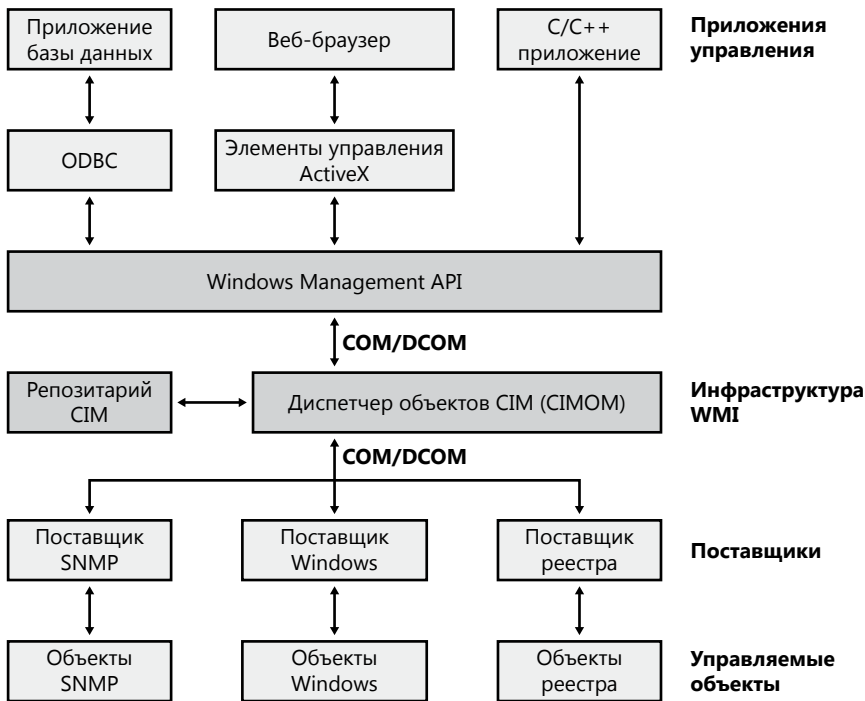 Приложение
базы данных
Веб-браузер
C/C++
приложение
Приложения
управления
ODBC
Элементы управления
ActiveX
Windows Management API
COM/DCOM
Репозитарий
CIM
Диспетчер объектов CIM (CIMOM)
Инфраструктура
WMI
COM/DCOM
Поставщик
SNMP
Поставщик
Windows
Поставщик
реестра
Поставщики
Объекты
SNMP
Объекты
Windows
Объекты
реестра
Управляемые
объекты